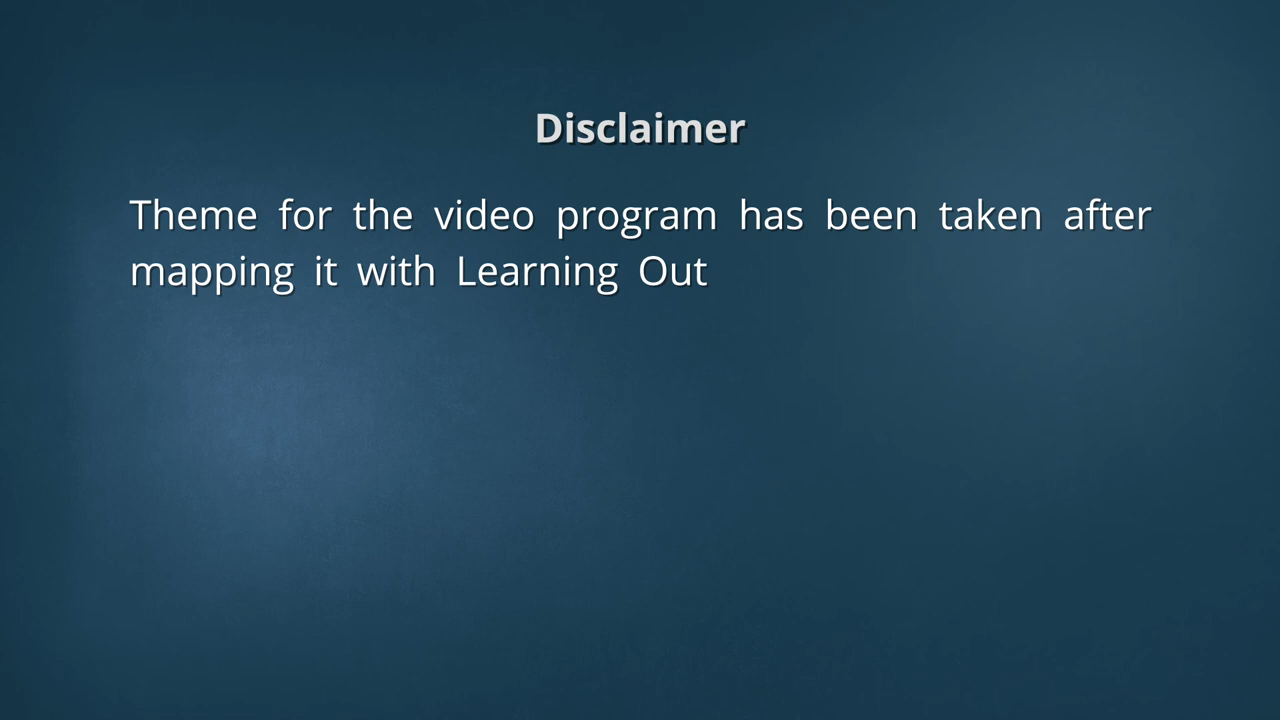 Disclaimer
Theme for the video program has been taken after
mapping it with Learning Out